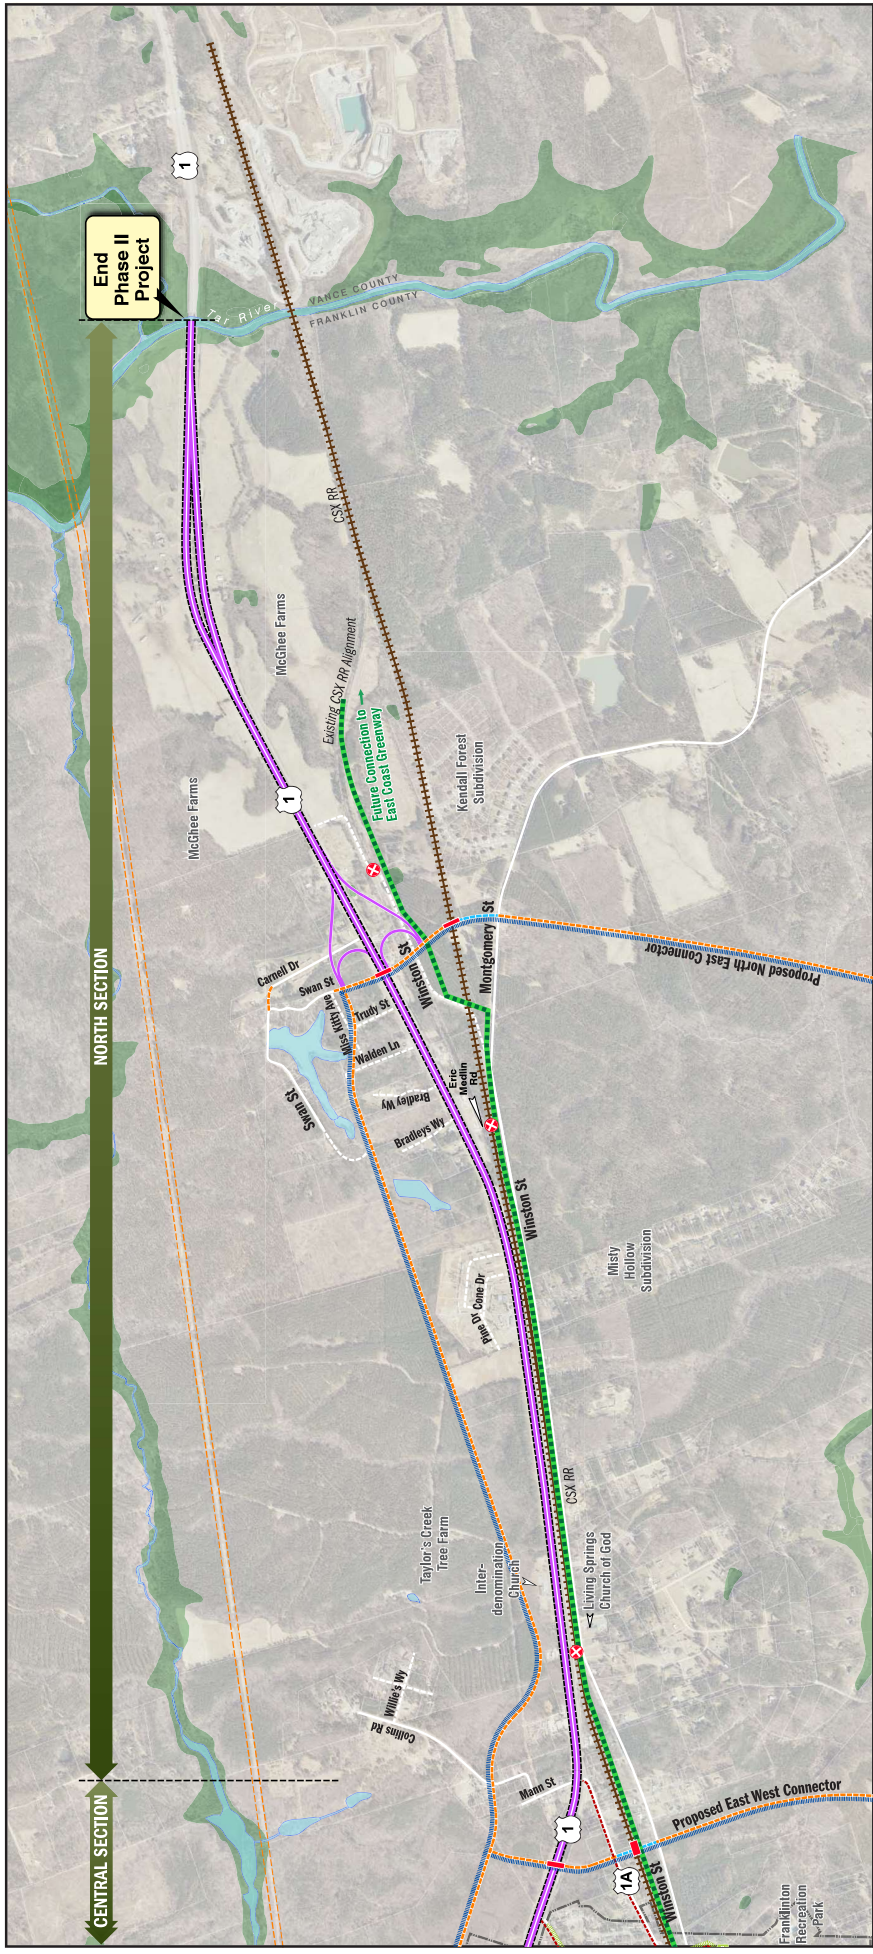 1
End
Phase II
Project
Tar River
VANCE COUNTY
FRANKLIN COUNTY
CSX RR
McGhee Farms
Existing CSX RR Alignment
Future Connection to
East Coast Greenway
Kendall Forest
Subdivision
McGhee Farms
1
NORTH SECTION
Carnell Dr
Swan St
Miss Kitty Ave
Trudy St
Winston St
Montgomery St
Proposed North East Connector
Walden Ln
Bradley Wy
Bradleys Wy
Swan St
Eric
Medlin
Rd
Winston St
Misty
Hollow
Subdivision
Pine Dr
Cone Dr
CSX RR
Taylor's Creek
Tree Farm
Inter-
denomination
Church
Living Springs
Church of God
Willie's Wy
Collins Rd
Mann St
1
Proposed East West Connector
1A
Winston St
CENTRAL SECTION
Franklinton
Recreation
Park